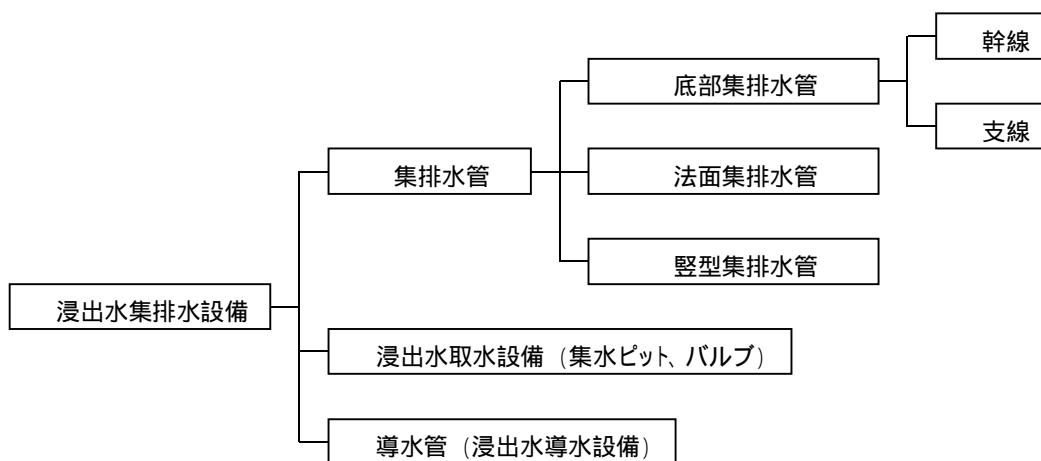 幹線
底部集排水管
支線
集排水管
法面集排水管
竪型集排水管
浸出水集排水設備
浸出水取水設備（集水ピット、バルブ）
導水管（浸出水導水設備）